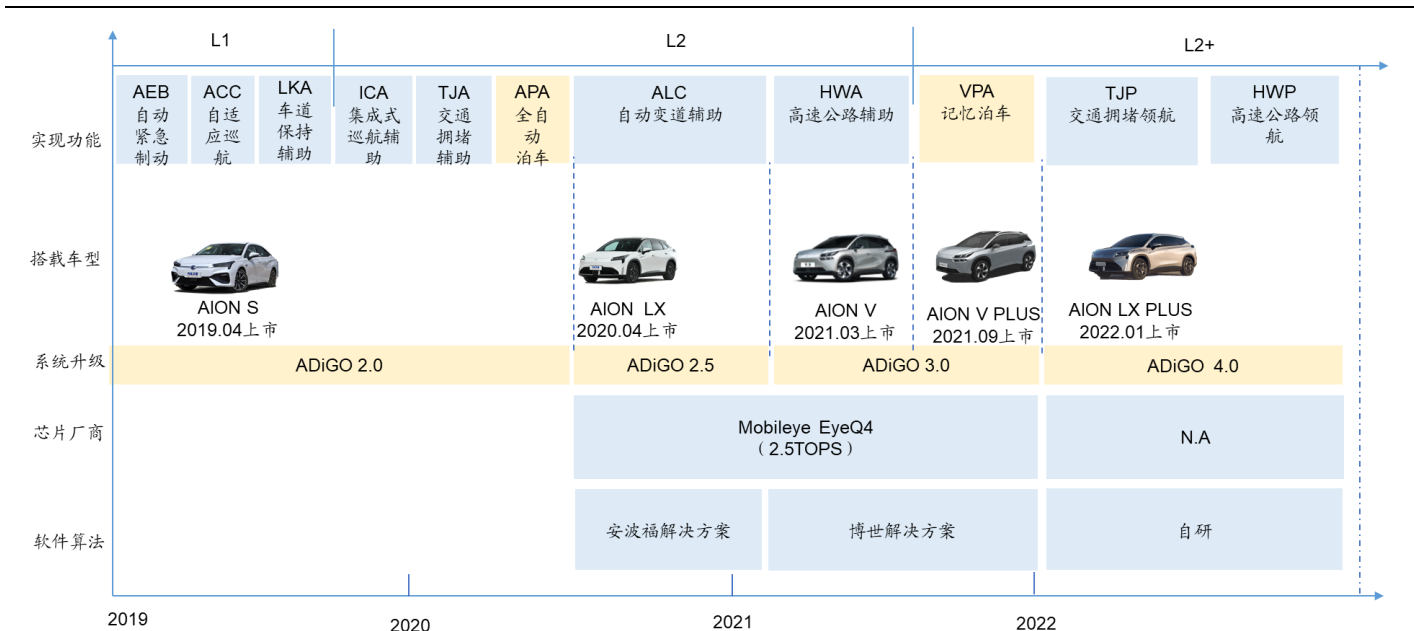 L1
L2
L2+
实现功能
AEB
自动
紧急
制动
ACC
自适
应巡
航
LKA
车道
保持
辅助
ICA
集成式
巡航辅
助
TJA
交通
拥堵
辅助
APA
全自
动
泊车
ALC
自动变道辅助
HWA
高速公路辅助
VPA
记忆泊车
TJP
交通拥堵领航
HWP
高速公路领
航
搭载车型
AION S
2019.04上市
AION LX
2020.04上市
AION V
2021.03上市
AION V PLUS
2021.09上市
AION LX PLUS
2022.01上市
系统升级
ADiGO 2.0
ADiGO 2.5
ADiGO 3.0
ADiGO 4.0
芯片厂商
Mobileye EyeQ4
（2.5TOPS）
N.A
软件算法
安波福解决方案
博世解决方案
自研
2019
2020
2021
2022